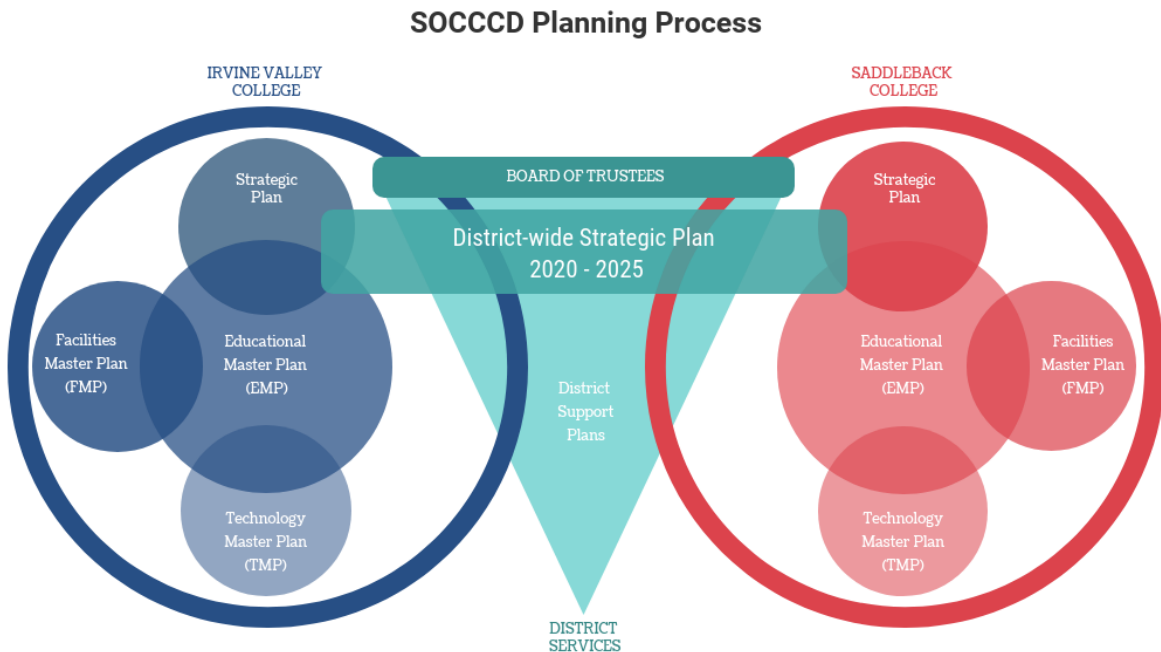 SOCCCD Planning Process
IRVINE VALLEY
COLLEGE
SADDLEBACK
COLLEGE
BOARD OF TRUSTEES
District-wide Strategic Plan
2020 - 2025
Strategic
Plan
Facilities
Master Plan
(FMP)
Educational
Master Plan
(EMP)
Technology
Master Plan
(TMP)
District
Support
Plans
Strategic
Plan
Educational
Master Plan
(EMP)
Facilities
Master Plan
(FMP)
Technology
Master Plan
(TMP)
DISTRICT
SERVICES